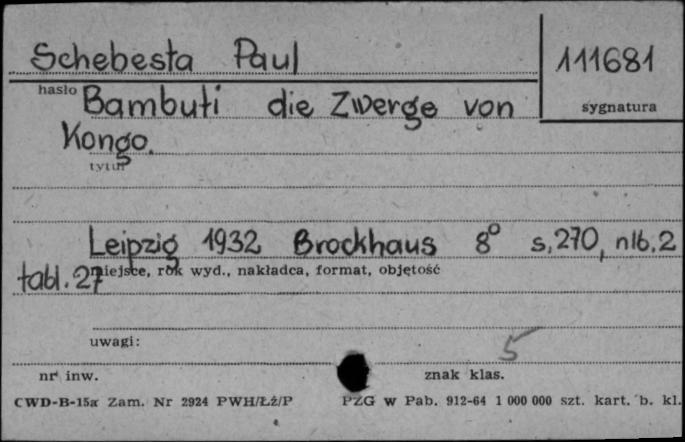 Schebesta Paul
111681
hasło
sygnatura
Bambuti die Zwerge von
Kongo.
tytuł
Leipzig 1932 Brockhaus 8° s, 270, nlb. 2
tabl. 27
miejsce, rok wyd., nakładca, format, objętość
uwagi:
5
nr inw.
znak klas.
CWD-B-15a Zam. Nr 2924 PWH/Łż/P
PZG w Pab. 912-64 1 000 000 szt. kart. b. kl.